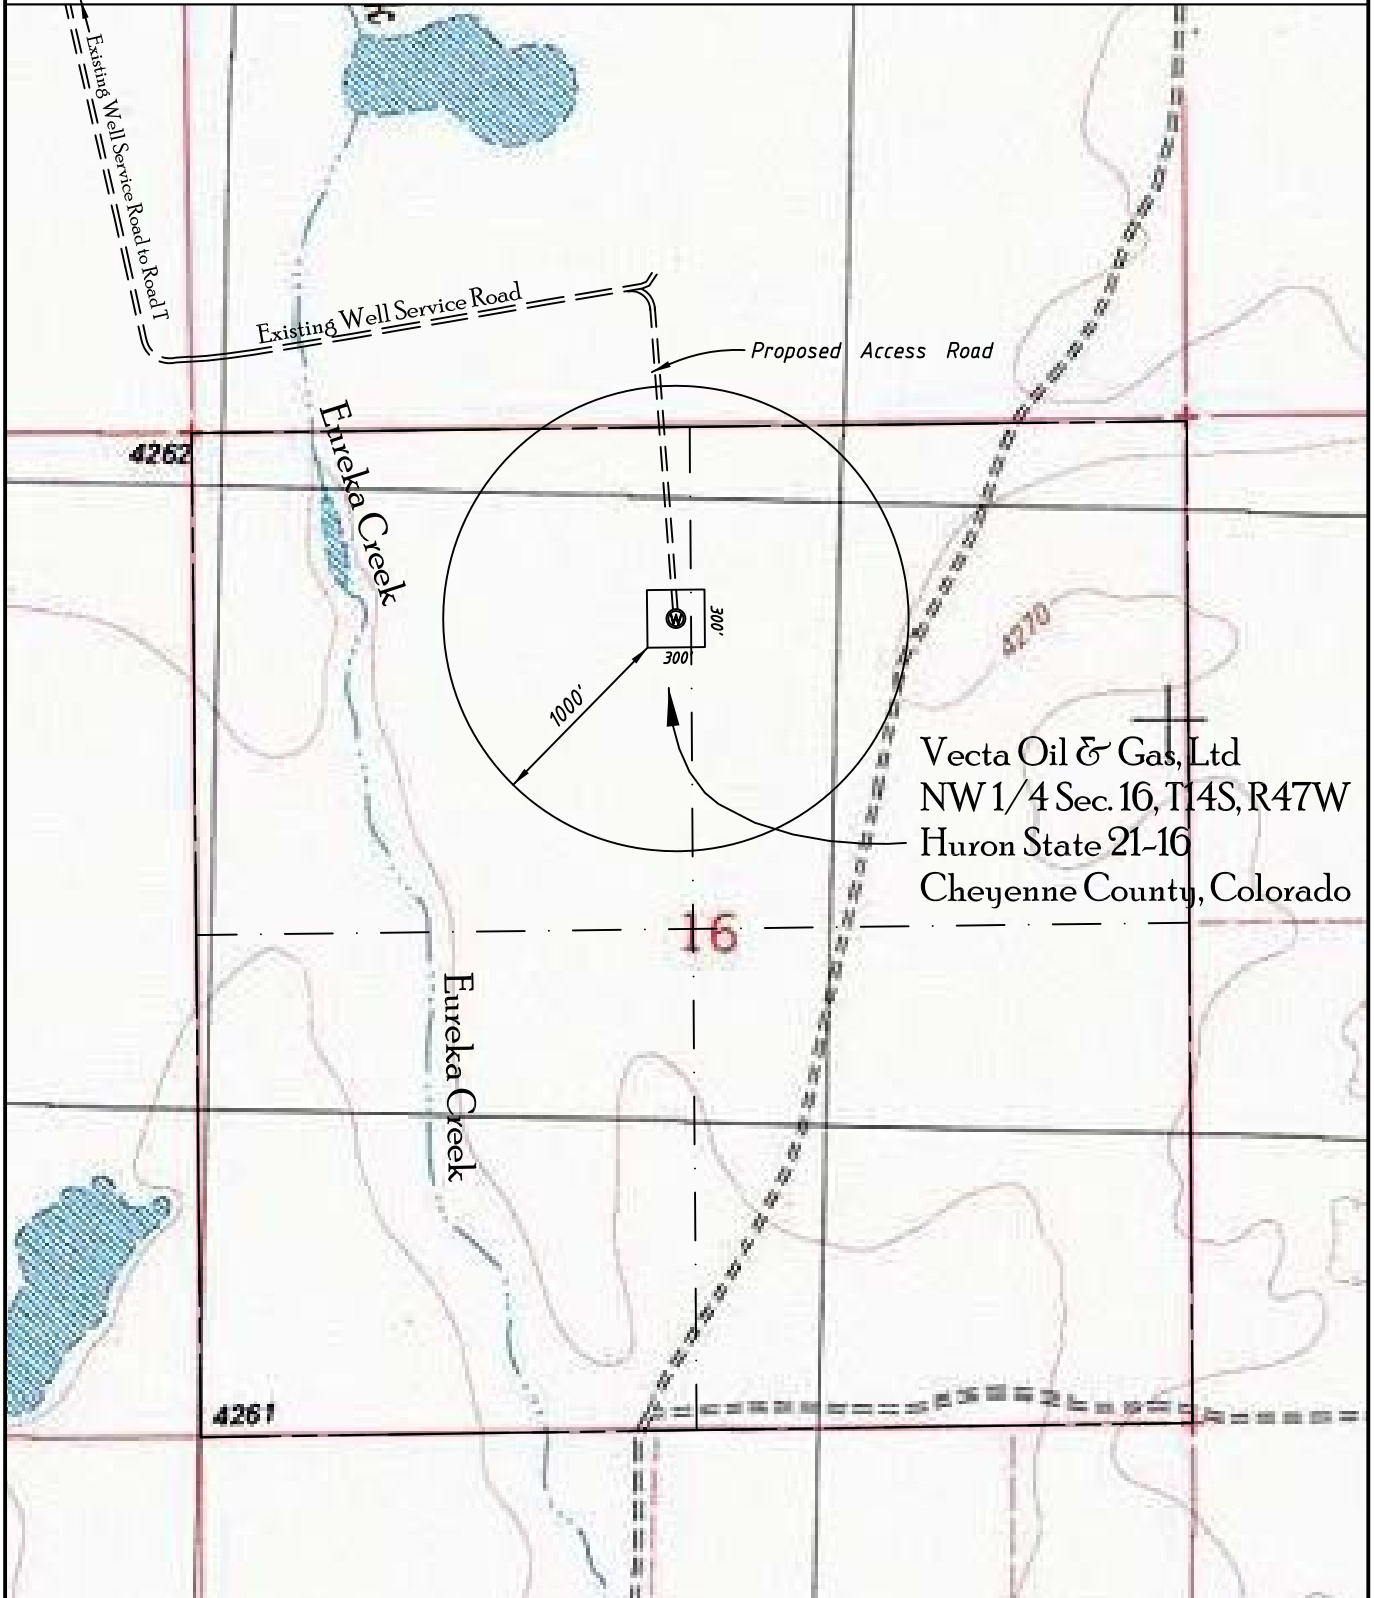 Existing Well Service Road to Road T
Existing Well Service Road
Proposed Access Road
4262
Eureka Creek
W
300'
300'
1000'
4270
Vecta Oil & Gas, Ltd
NW 1/4 Sec. 16, T14S, R47W
Huron State 21-16
Cheyenne County, Colorado
16
Eureka Creek
4261